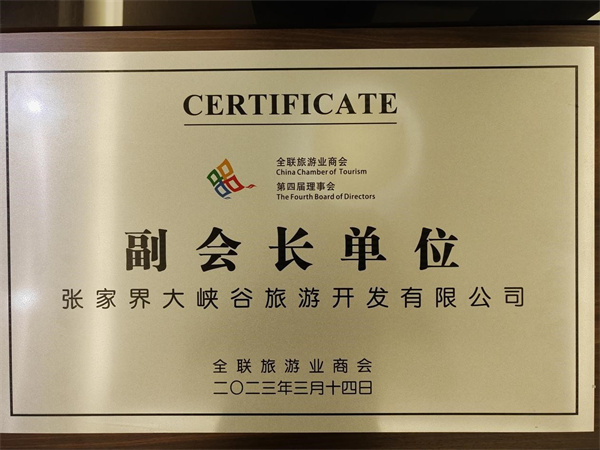 CERTIFICATE
全联旅游业商会
China Chamber of Tourism
第四届理事会
The Fourth Board of Directors
副会长单位
张家界大峡谷旅游开发有限公司
全联旅游业商会
二〇二三年三月十四日